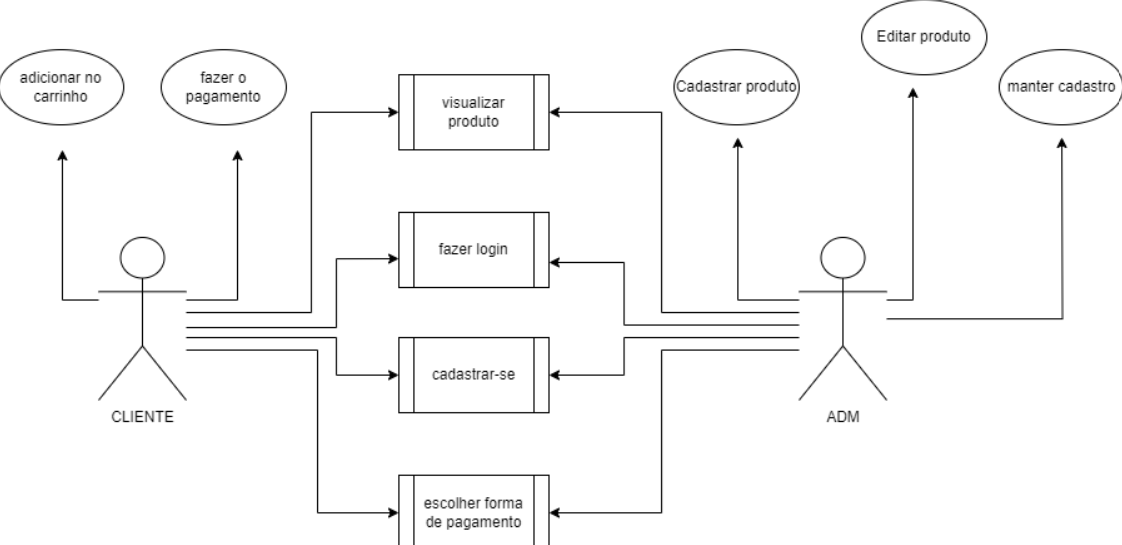 adicionar no
carrinho
fazer o
pagamento
visualizar
produto
Cadastrar produto
Editar produto
manter cadastro
fazer login
cadastrar-se
CLIENTE
ADM
escolher forma
de pagamento